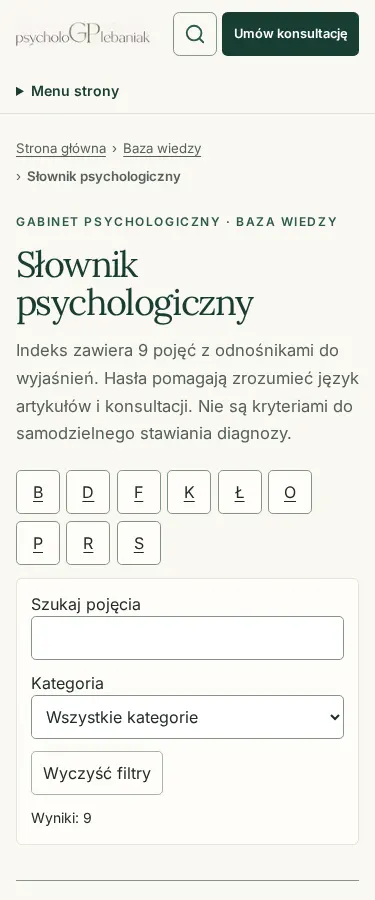 psycholoGPlebaniak
Umów konsultację
Menu strony
Strona główna › Baza wiedzy
› Słownik psychologiczny
GABINET PSYCHOLOGICZNY · BAZA WIEDZY
Słownik
psychologiczny
Indeks zawiera 9 pojęć z odnośnikami do
wyjaśnień. Hasła pomagają zrozumieć język
artykułów i konsultacji. Nie są kryteriami do
samodzielnego stawiania diagnozy.
B D F K Ł O
P R S
Szukaj pojęcia
Kategoria
Wszystkie kategorie
Wyczyść filtry
Wyniki: 9